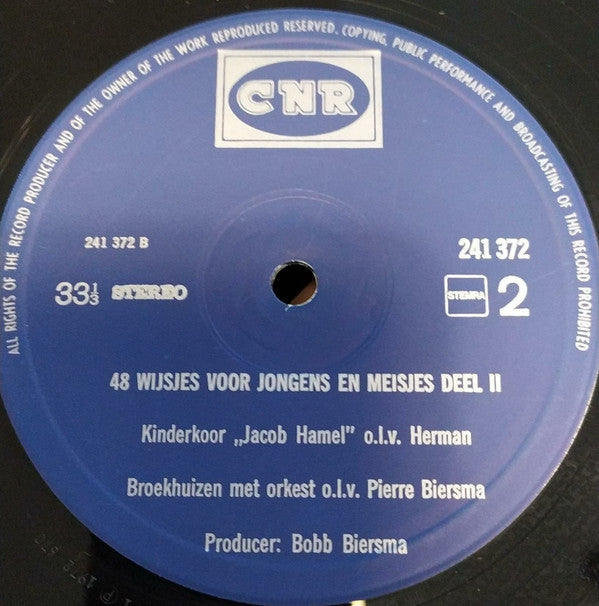 ALL RIGHTS OF THE RECORD PRODUCER AND OF THE OWNER OF THE WORK REPRODUCED RESERVED. COPYING, PUBLIC PERFORMANCE AND BROADCASTING OF THIS RECORD PROHIBITED
CNR
241 372 B
241 372
33⅓ STEREO
STEMRA 2
48 WIJSJES VOOR JONGENS EN MEISJES DEEL II
Kinderkoor „Jacob Hamel" o.l.v. Herman
Broekhuizen met orkest o.l.v. Pierre Biersma
Producer: Bobb Biersma